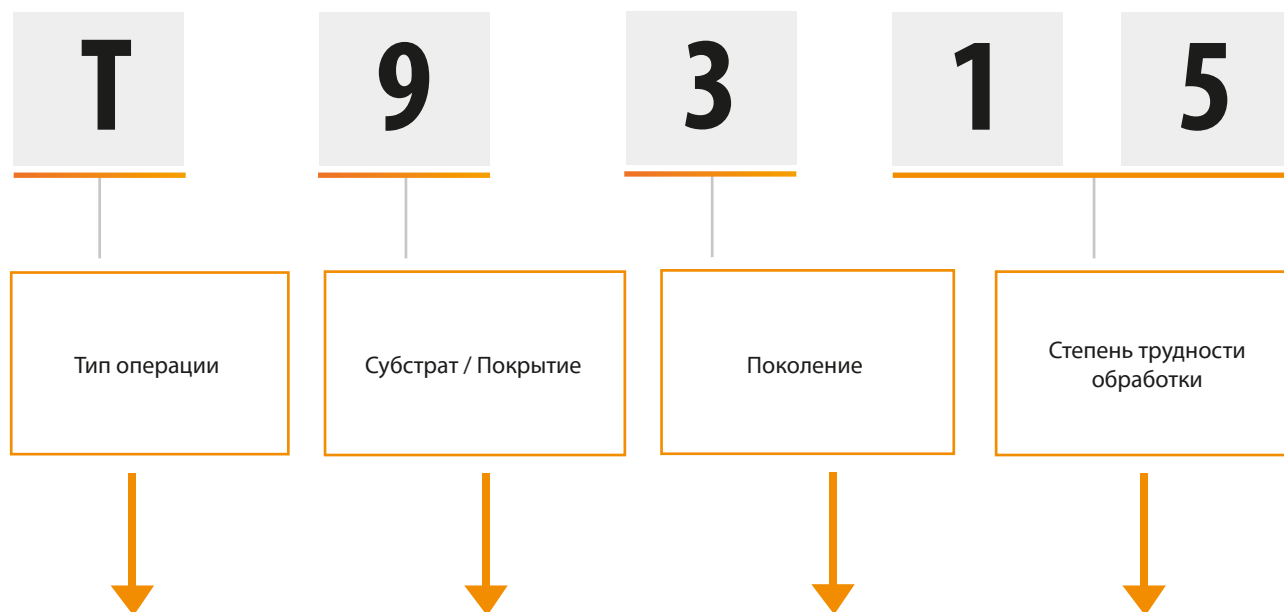 T 9 3 1 5
Тип операции
Субстрат / Покрытие
Поколение
Степень трудности
обработки